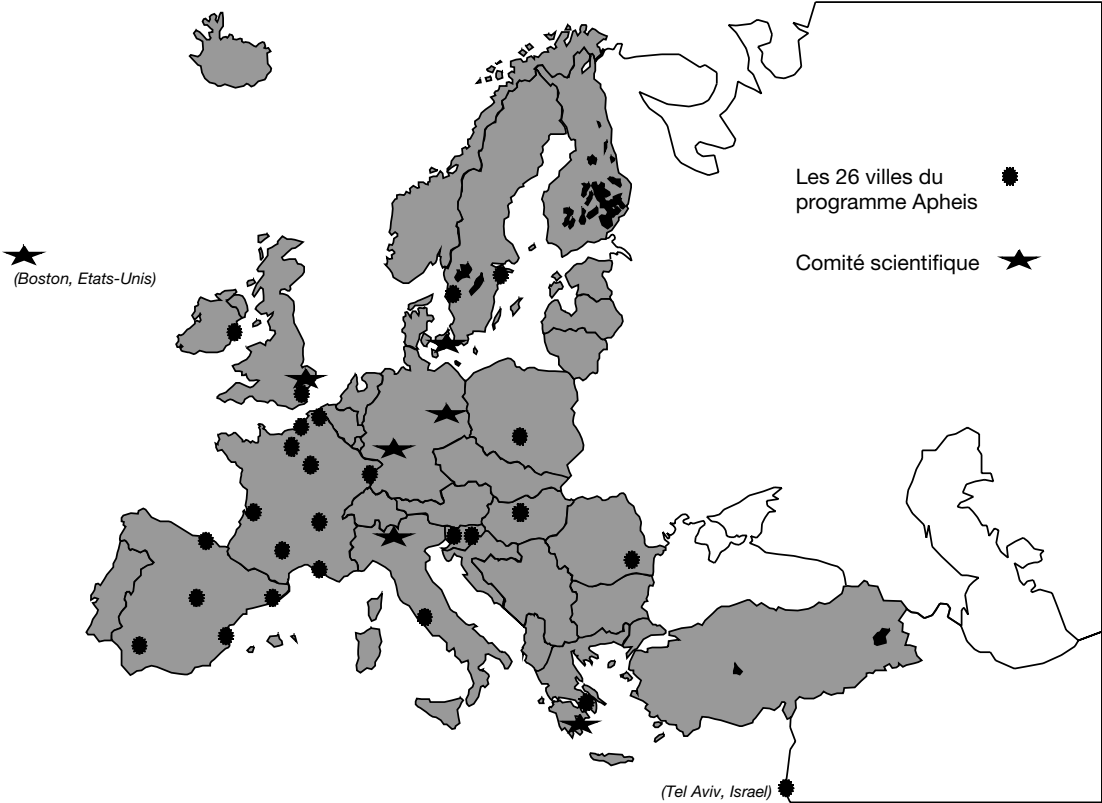 Les 26 villes du
programme Apheis
(Boston, Etats-Unis)
Comité scientifique
(Tel Aviv, Israel)